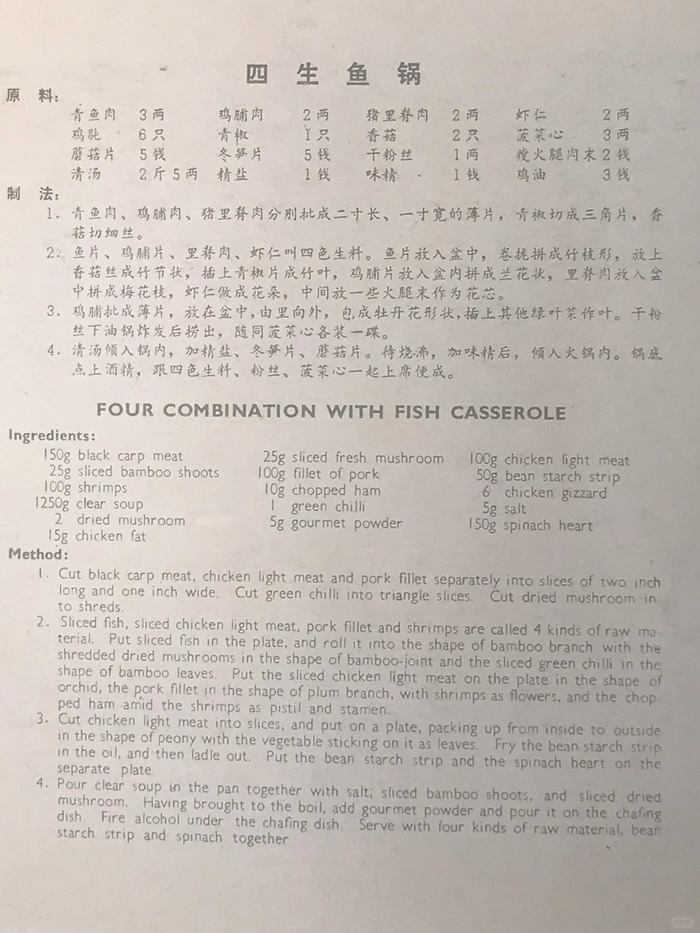 四生鱼锅
原料：
青鱼肉 3两 鸡脯肉 2两 猪里脊肉 2两 虾仁 2两
鸡肫 6只 青椒 1只 香菇 2只 菠菜心 3两
蘑菇片 5钱 冬笋片 5钱 干粉丝 1两 瘦火腿肉末 2钱
清汤 2斤5两 精盐 1钱 味精 1钱 鸡油 3钱
制法：
1. 青鱼肉、鸡脯肉、猪里脊肉分别批成二寸长、一寸宽的薄片，青椒切成三角片，香
菇切细丝。
2. 鱼片、鸡脯片、里脊肉、虾仁叫四色生料。鱼片放入盆中，卷拢拼成竹枝形，放上
香菇丝成竹节状，插上青椒片成竹叶，鸡脯片放入盆内拼成兰花状，里脊肉放入盆
中拼成梅花枝，虾仁做成花朵，中间放一些火腿末作为花芯。
3. 鸡脯批成薄片，放在盆中，由里向外，包成牡丹花形状，插上其他绿叶菜作叶。干粉
丝下油锅炸发后捞出，随同菠菜心各装一碟。
4. 清汤倾入锅内，加精盐、冬笋片、蘑菇片。待烧沸，加味精后，倾入火锅内。锅底
点上酒精，跟四色生料、粉丝、菠菜心一起上席便成。
FOUR COMBINATION WITH FISH CASSEROLE
Ingredients:
150g black carp meat 25g sliced fresh mushroom 100g chicken light meat
25g sliced bamboo shoots 100g fillet of pork 50g bean starch strip
100g shrimps 10g chopped ham 6 chicken gizzard
1250g clear soup 1 green chilli 5g salt
2 dried mushroom 5g gourmet powder 150g spinach heart
15g chicken fat
Method:
1. Cut black carp meat, chicken light meat and pork fillet separately into slices of two inch
long and one inch wide. Cut green chilli into triangle slices. Cut dried mushroom in
to shreds.
2. Sliced fish, sliced chicken light meat, pork fillet and shrimps are called 4 kinds of raw ma-
terial. Put sliced fish in the plate, and roll it into the shape of bamboo branch with the
shredded dried mushrooms in the shape of bamboo-joint and the sliced green chilli in the
shape of bamboo leaves. Put the sliced chicken light meat on the plate in the shape of
orchid, the pork fillet in the shape of plum branch, with shrimps as flowers, and the chop-
ped ham amid the shrimps as pistil and stamen.
3. Cut chicken light meat into slices, and put on a plate, packing up from inside to outside
in the shape of peony with the vegetable sticking on it as leaves. Fry the bean starch strip
in the oil, and then ladle out. Put the bean starch strip and the spinach heart on the
separate plate
4. Pour clear soup in the pan together with salt, sliced bamboo shoots, and sliced dried
mushroom. Having brought to the boil, add gourmet powder and pour it on the chafing
dish. Fire alcohol under the chafing dish. Serve with four kinds of raw material, bean
starch strip and spinach together